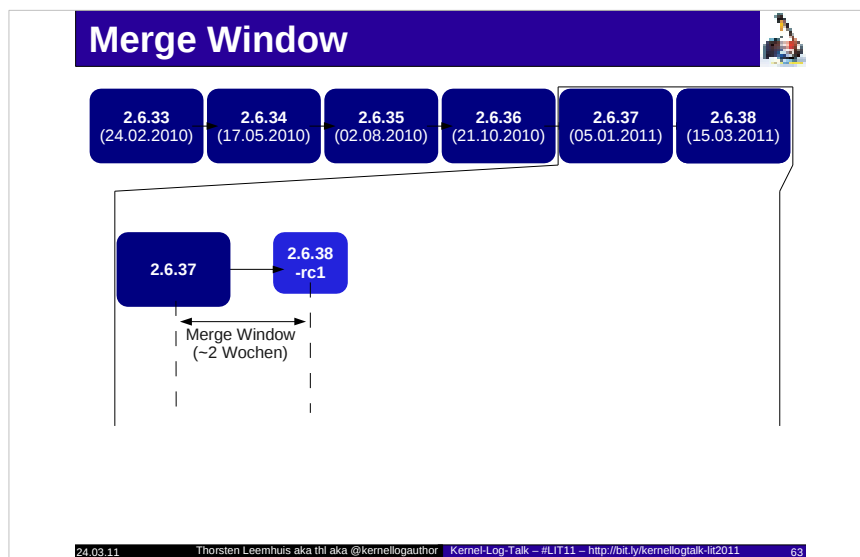 Merge Window
2.6.33
(24.02.2010)
2.6.34
(17.05.2010)
2.6.35
(02.08.2010)
2.6.36
(21.10.2010)
2.6.37
(05.01.2011)
2.6.38
(15.03.2011)
2.6.37
2.6.38
-rc1
Merge Window
(~2 Wochen)
24.03.11
Thorsten Leemhuis aka thl aka @kernellogauthor
Kernel-Log-Talk – #LIT11 – http://bit.ly/kernellogtalk-lit2011
63